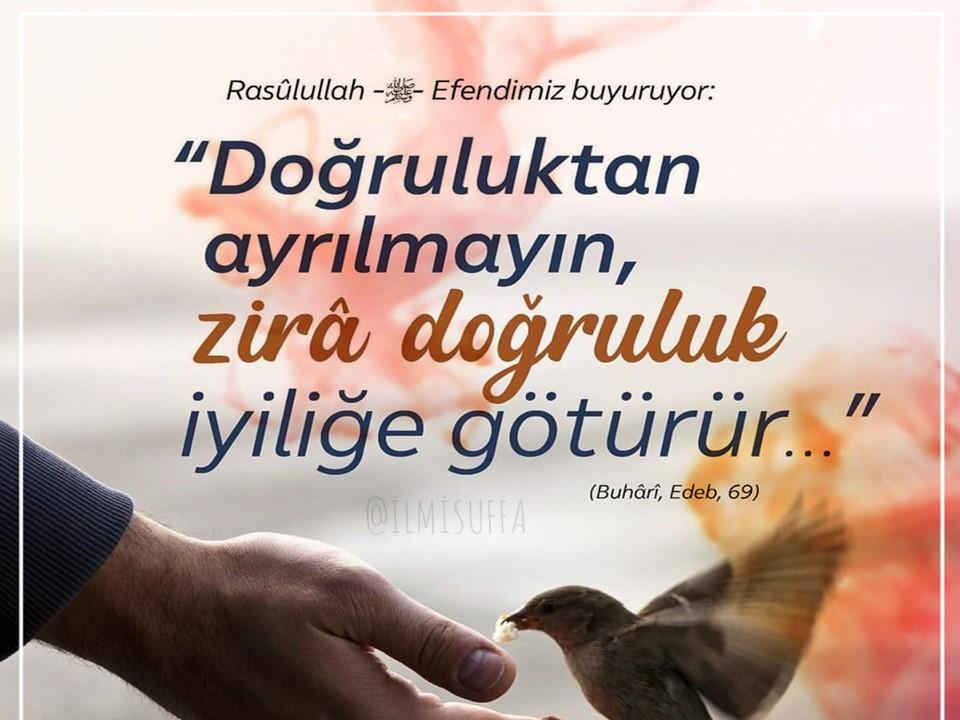 Rasûlullah -ﷺ- Efendimiz buyuruyor:
“Doğruluktan
ayrılmayın,
zirâ doğruluk
iyiliğe götürür...”
(Buhârî, Edeb, 69)
@İLMİSUFFA